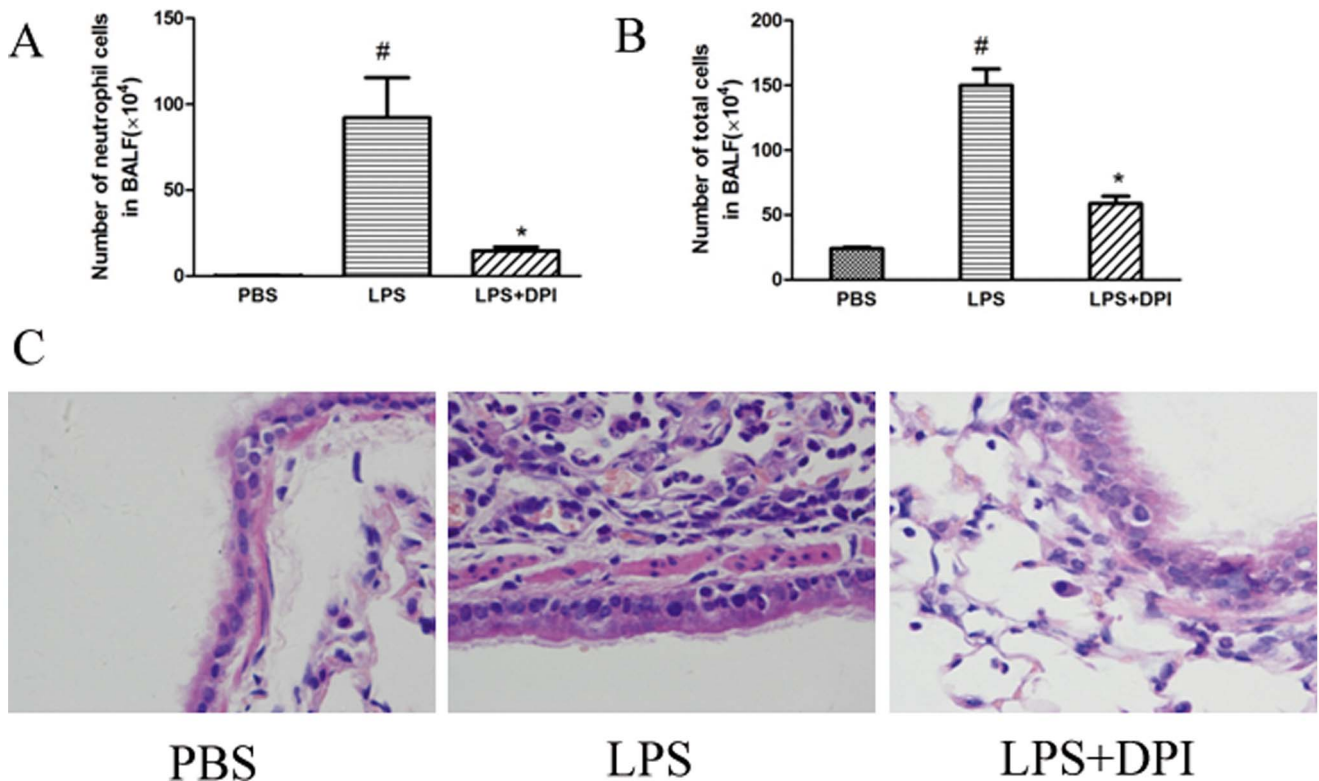 A
Number of neutrophil cells
in BALF(×10⁴)
150
100
50
0
#
*
PBS
LPS
LPS+DPI
B
Number of total cells
in BALF(×10⁴)
200
150
100
50
0
#
*
PBS
LPS
LPS+DPI
C
PBS
LPS
LPS+DPI